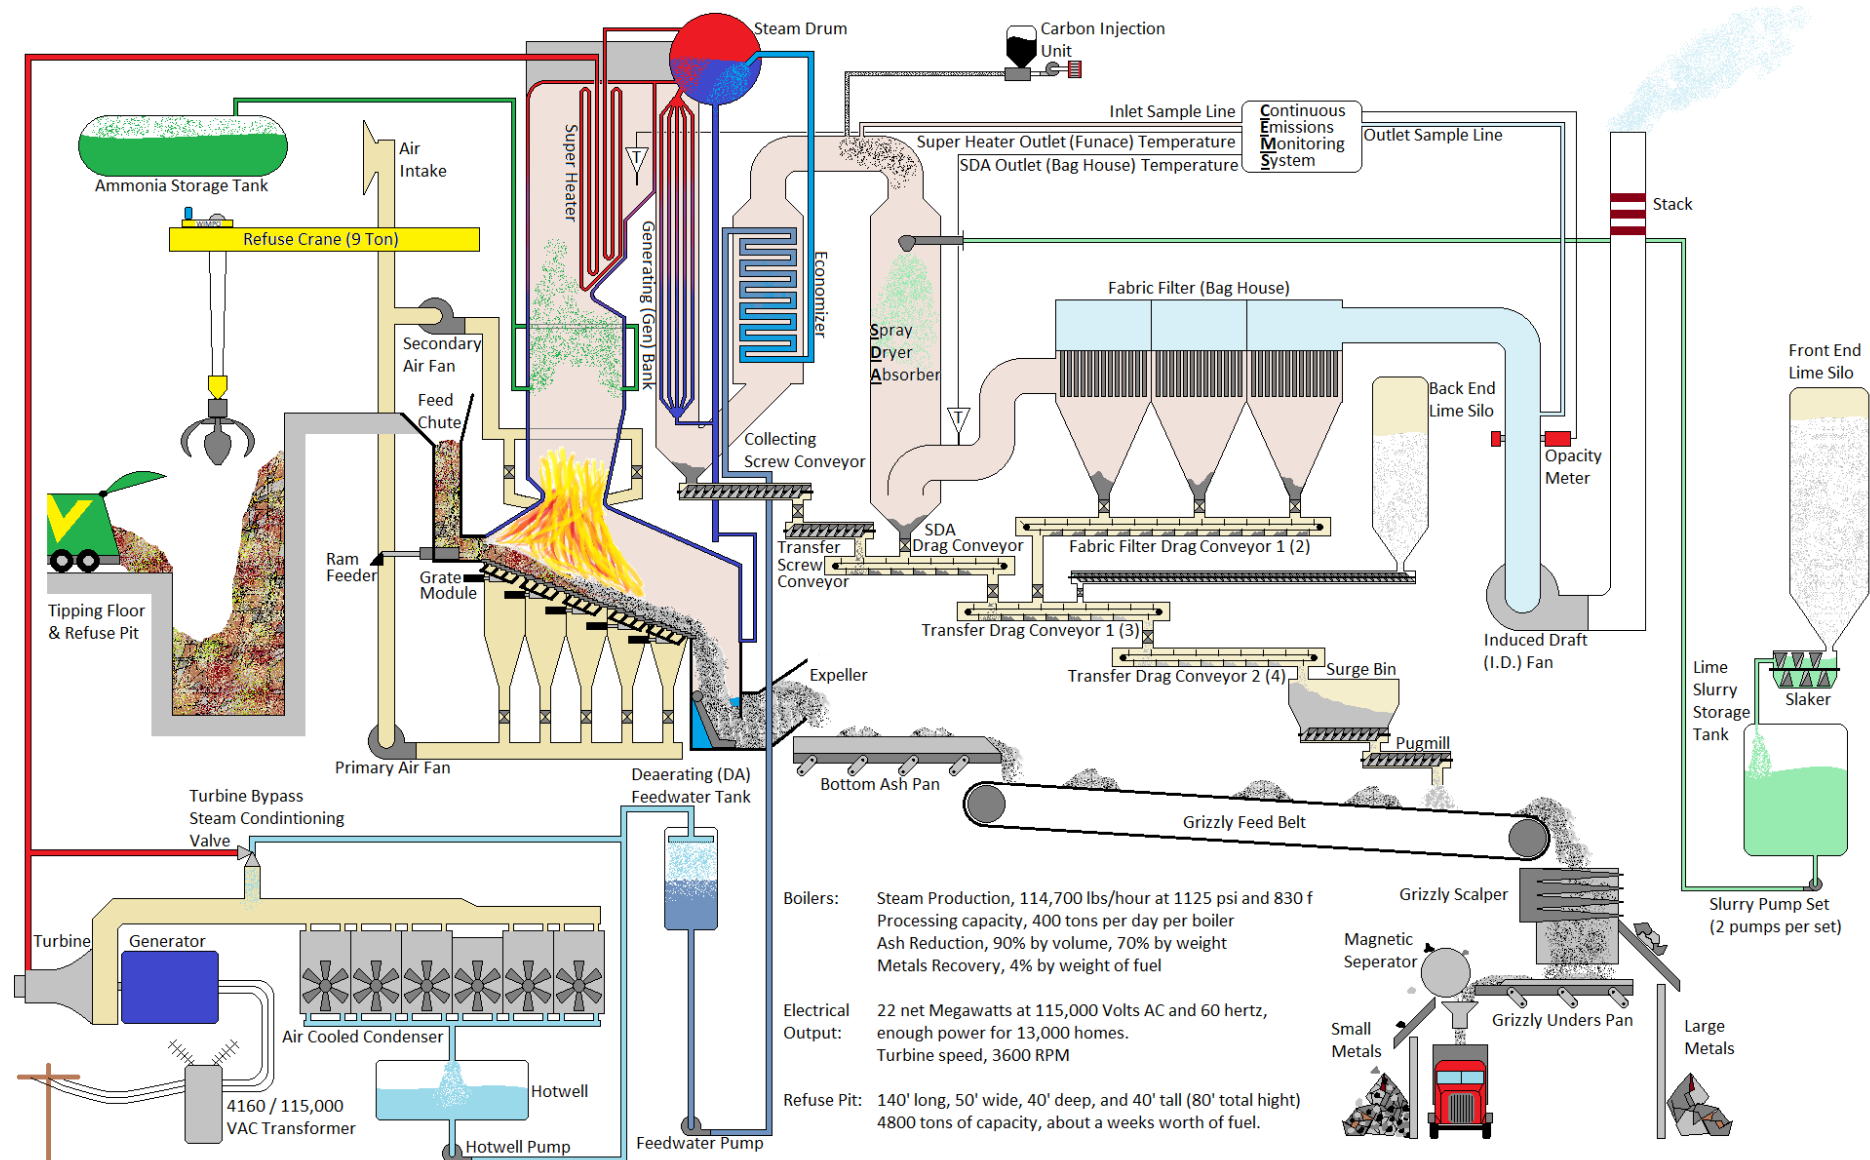 Steam Drum
Carbon Injection
Unit
Ammonia Storage Tank
Air
Intake
Super Heater
Inlet Sample Line
Super Heater Outlet (Funace) Temperature
SDA Outlet (Bag House) Temperature
Continuous
Emissions
Monitoring
System
Outlet Sample Line
T
Stack
WIMPO
Refuse Crane (9 Ton)
Generating (Gen) Bank
Economizer
Secondary
Air Fan
Spray
Dryer
Absorber
Fabric Filter (Bag House)
T
Front End
Lime Silo
Back End
Lime Silo
Feed
Chute
Collecting
Screw Conveyor
Opacity
Meter
V
Ram
Feeder
Grate
Module
Transfer
Screw
Conveyor
SDA
Drag Conveyor
Fabric Filter Drag Conveyor 1 (2)
Tipping Floor
& Refuse Pit
Transfer Drag Conveyor 1 (3)
Induced Draft
(I.D.) Fan
Transfer Drag Conveyor 2 (4)
Expeller
Surge Bin
Lime
Slurry
Storage
Tank
Slaker
Pugmill
Primary Air Fan
Bottom Ash Pan
Deaerating (DA)
Feedwater Tank
Turbine Bypass
Steam Condintioning
Valve
Grizzly Feed Belt
Grizzly Scalper
Slurry Pump Set
(2 pumps per set)
Boilers: Steam Production, 114,700 lbs/hour at 1125 psi and 830 f
Processing capacity, 400 tons per day per boiler
Ash Reduction, 90% by volume, 70% by weight
Metals Recovery, 4% by weight of fuel
Turbine
Generator
Magnetic
Seperator
Electrical
Output:
22 net Megawatts at 115,000 Volts AC and 60 hertz,
enough power for 13,000 homes.
Turbine speed, 3600 RPM
Air Cooled Condenser
Grizzly Unders Pan
Small
Metals
Large
Metals
Hotwell
4160 / 115,000
VAC Transformer
Refuse Pit: 140' long, 50' wide, 40' deep, and 40' tall (80' total hight)
4800 tons of capacity, about a weeks worth of fuel.
Hotwell Pump
Feedwater Pump